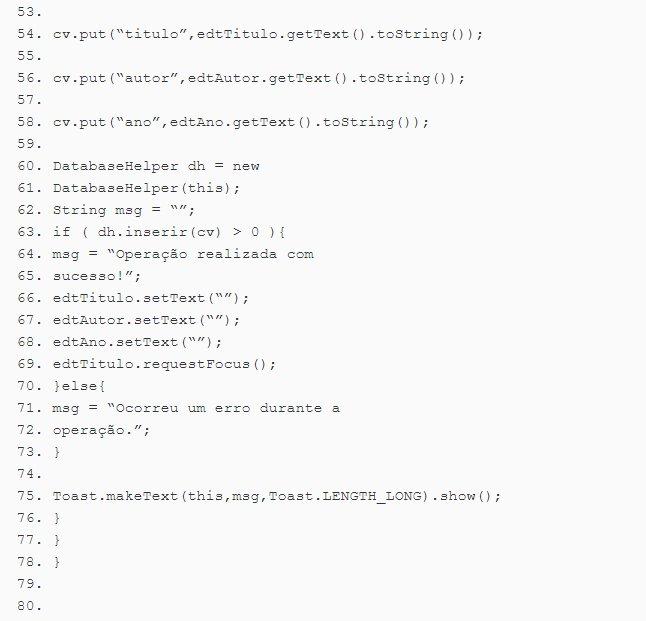 53.
54. cv.put(“titulo”,edtTitulo.getText().toString());
55.
56. cv.put(“autor”,edtAutor.getText().toString());
57.
58. cv.put(“ano”,edtAno.getText().toString());
59.
60. DatabaseHelper dh = new
61. DatabaseHelper(this);
62. String msg = “”;
63. if ( dh.inserir(cv) > 0 ){
64. msg = “Operação realizada com
65. sucesso!”;
66. edtTitulo.setText(“”);
67. edtAutor.setText(“”);
68. edtAno.setText(“”);
69. edtTitulo.requestFocus();
70. }else{
71. msg = “Ocorreu um erro durante a
72. operação.”;
73. }
74.
75. Toast.makeText(this,msg,Toast.LENGTH_LONG).show();
76. }
77. }
78. }
79.
80.